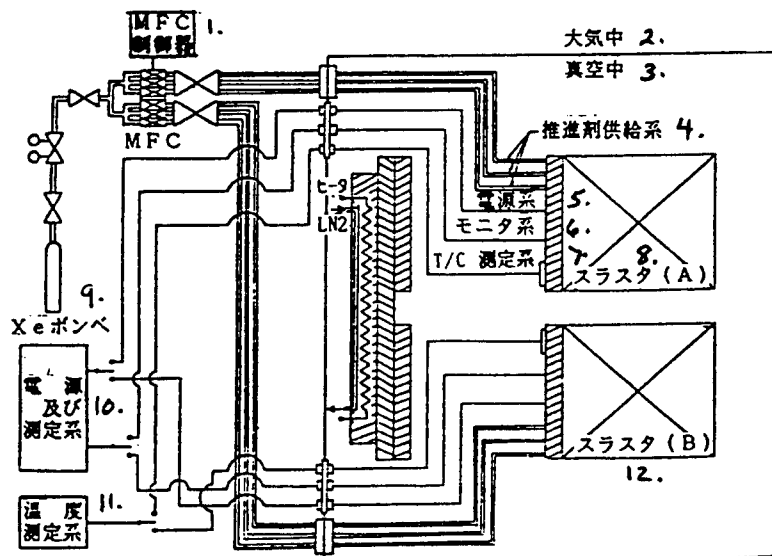 MFC 1.
制御器
大気中 2.
真空中 3.
MFC
推進剤供給系 4.
ヒータ
LN2
電源系 5.
モニタ系 6.
T/C 測定系 7.
8.
スラスタ(A)
9.
Xeボンベ
電源
及び 10.
測定系
スラスタ(B)
12.
温度 11.
測定系